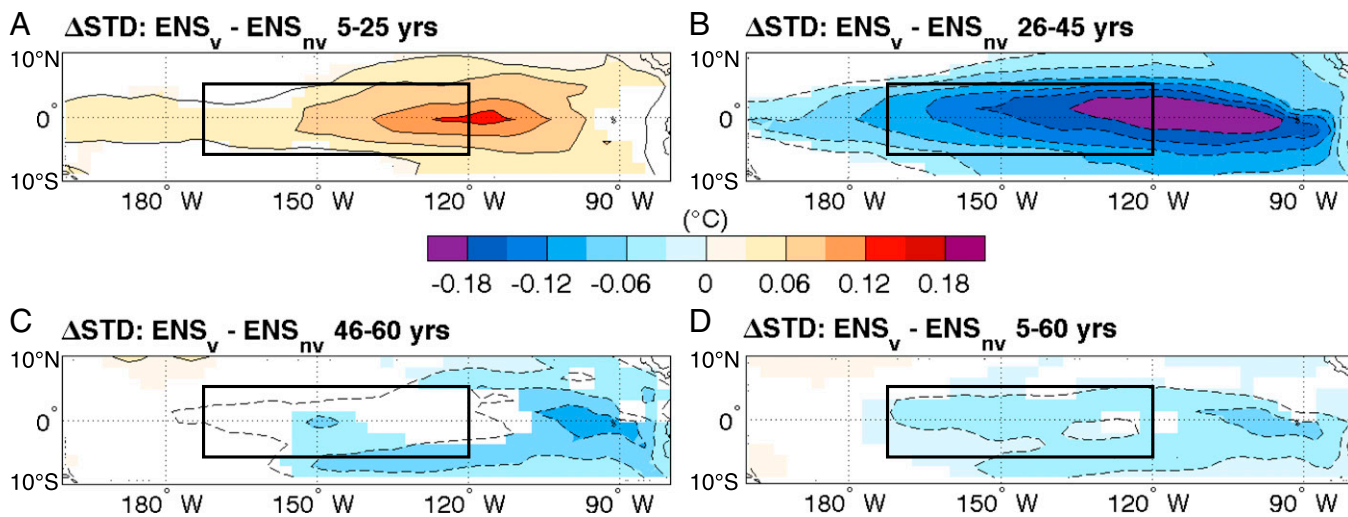 A ΔSTD: ENSv - ENSnv 5-25 yrs
B ΔSTD: ENSv - ENSnv 26-45 yrs
10°N
0°
10°S
180° W 150° W 120° W 90° W
10°N
0°
10°S
180° W 150° W 120° W 90° W
(°C)
-0.18 -0.12 -0.06 0 0.06 0.12 0.18
C ΔSTD: ENSv - ENSnv 46-60 yrs
D ΔSTD: ENSv - ENSnv 5-60 yrs
10°N
0°
10°S
180° W 150° W 120° W 90° W
10°N
0°
10°S
180° W 150° W 120° W 90° W